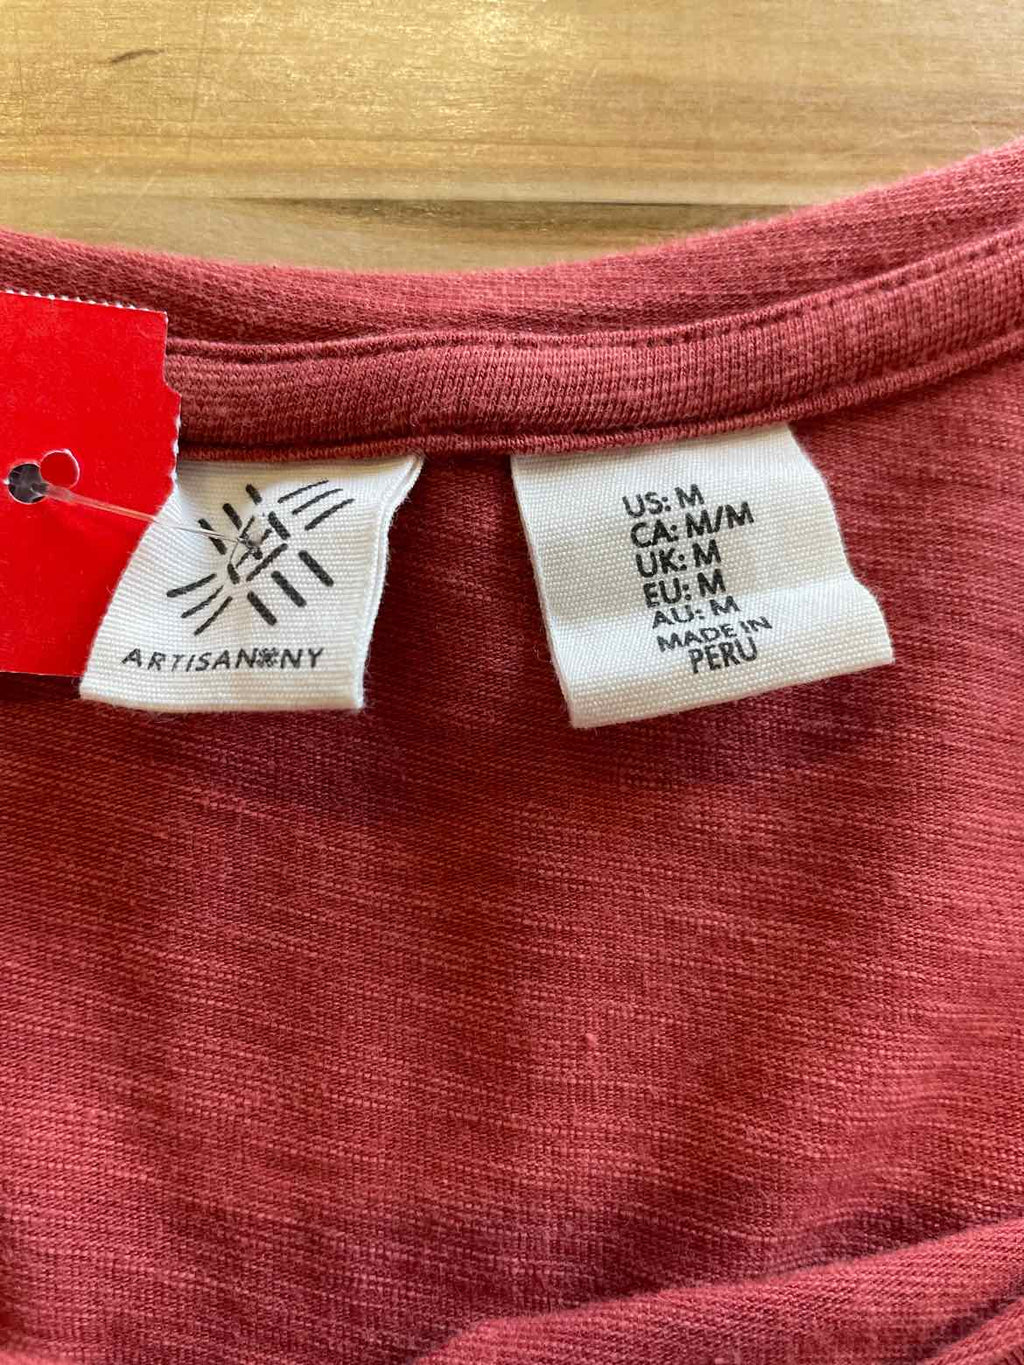 ARTISAN※NY
US: M
CA: M/M
UK: M
EU: M
AU: M
MADE IN
PERU